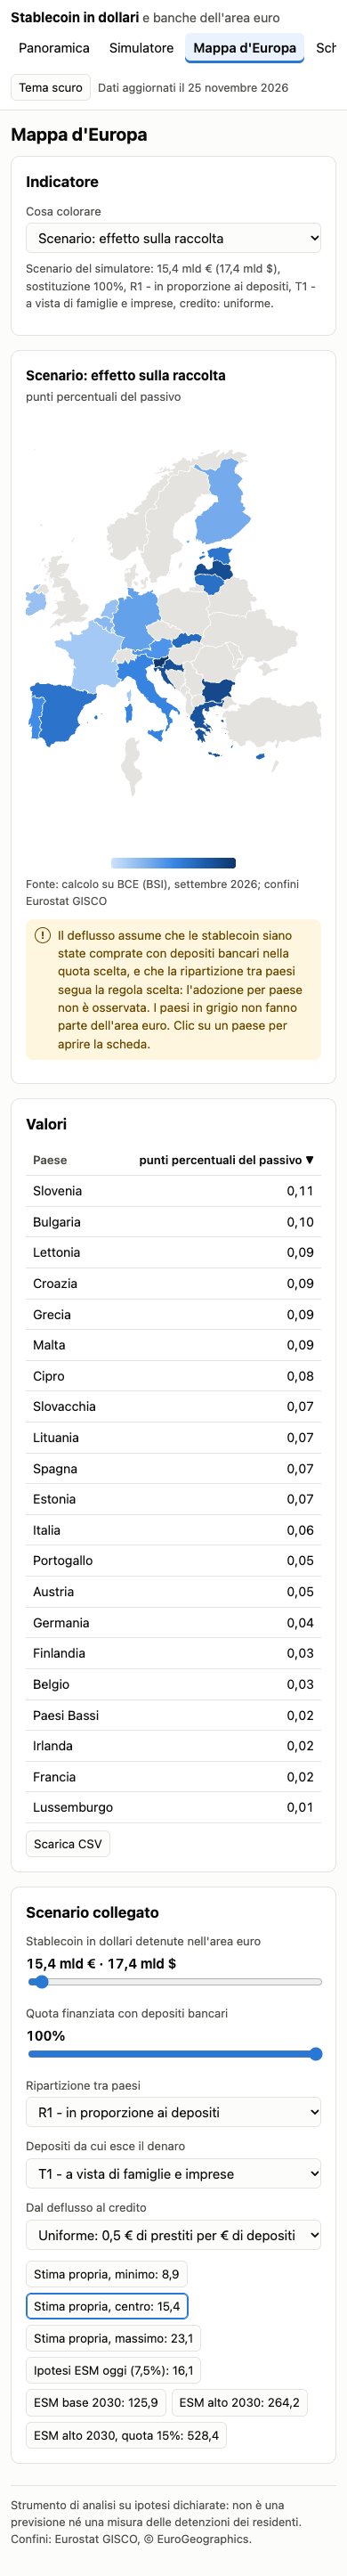 Stablecoin in dollari e banche dell'area euro
Panoramica Simulatore Mappa d'Europa Sch
Tema scuro Dati aggiornati il 25 novembre 2026
Mappa d'Europa
Indicatore
Cosa colorare
Scenario: effetto sulla raccolta
Scenario del simulatore: 15,4 mld € (17,4 mld $),
sostituzione 100%, R1 - in proporzione ai depositi, T1 -
a vista di famiglie e imprese, credito: uniforme.
Scenario: effetto sulla raccolta
punti percentuali del passivo
Fonte: calcolo su BCE (BSI), settembre 2026; confini
Eurostat GISCO
Il deflusso assume che le stablecoin siano
state comprate con depositi bancari nella
quota scelta, e che la ripartizione tra paesi
segua la regola scelta: l'adozione per paese
non è osservata. I paesi in grigio non fanno
parte dell'area euro. Clic su un paese per
aprire la scheda.
Valori
Paese punti percentuali del passivo ▼
Slovenia 0,11
Bulgaria 0,10
Lettonia 0,09
Croazia 0,09
Grecia 0,09
Malta 0,09
Cipro 0,08
Slovacchia 0,07
Lituania 0,07
Spagna 0,07
Estonia 0,07
Italia 0,06
Portogallo 0,05
Austria 0,05
Germania 0,04
Finlandia 0,03
Belgio 0,03
Paesi Bassi 0,02
Irlanda 0,02
Francia 0,02
Lussemburgo 0,01
Scarica CSV
Scenario collegato
Stablecoin in dollari detenute nell'area euro
15,4 mld € · 17,4 mld $
Quota finanziata con depositi bancari
100%
Ripartizione tra paesi
R1 - in proporzione ai depositi
Depositi da cui esce il denaro
T1 - a vista di famiglie e imprese
Dal deflusso al credito
Uniforme: 0,5 € di prestiti per € di depositi
Stima propria, minimo: 8,9
Stima propria, centro: 15,4
Stima propria, massimo: 23,1
Ipotesi ESM oggi (7,5%): 16,1
ESM base 2030: 125,9 ESM alto 2030: 264,2
ESM alto 2030, quota 15%: 528,4
Strumento di analisi su ipotesi dichiarate: non è una
previsione né una misura delle detenzioni dei residenti.
Confini: Eurostat GISCO, © EuroGeographics.